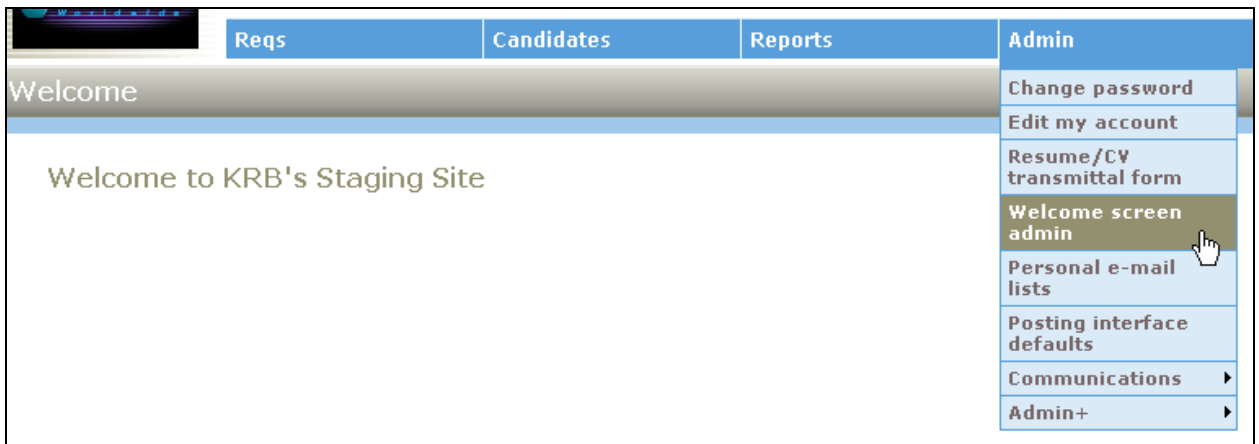 Worldwide
Reqs Candidates Reports Admin
Welcome
Welcome to KRB's Staging Site
Change password
Edit my account
Resume/CV
transmittal form
Welcome screen
admin
Personal e-mail
lists
Posting interface
defaults
Communications
Admin+